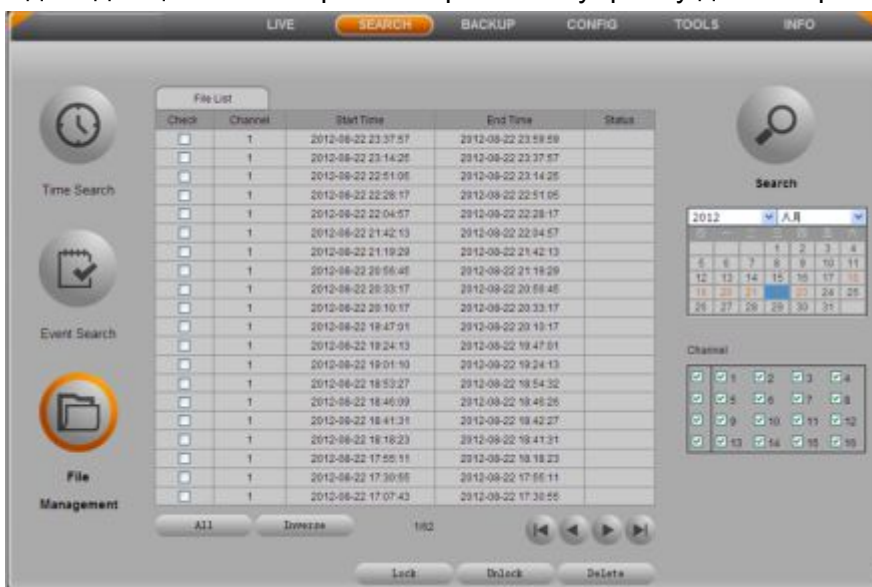 LIVE SEARCH BACKUP CONFIG TOOLS INFO
File List
Check Channel Start Time End Time Status
1 2012-08-22 23:37:57 2012-08-22 23:59:59
1 2012-08-22 23:14:25 2012-08-22 23:37:57
1 2012-08-22 22:51:05 2012-08-22 23:14:25
1 2012-08-22 22:28:17 2012-08-22 22:51:05
1 2012-08-22 22:04:57 2012-08-22 22:28:17
1 2012-08-22 21:42:13 2012-08-22 22:04:57
1 2012-08-22 21:19:29 2012-08-22 21:42:13
1 2012-08-22 20:56:45 2012-08-22 21:19:29
1 2012-08-22 20:33:17 2012-08-22 20:56:45
1 2012-08-22 20:10:17 2012-08-22 20:33:17
1 2012-08-22 19:47:01 2012-08-22 20:10:17
1 2012-08-22 19:24:13 2012-08-22 19:47:01
1 2012-08-22 19:01:10 2012-08-22 19:24:13
1 2012-08-22 18:53:27 2012-08-22 18:54:32
1 2012-08-22 18:46:09 2012-08-22 18:46:26
1 2012-08-22 18:41:31 2012-08-22 18:42:27
1 2012-08-22 18:18:23 2012-08-22 18:41:31
1 2012-08-22 17:55:11 2012-08-22 18:18:23
1 2012-08-22 17:30:55 2012-08-22 17:55:11
1 2012-08-22 17:07:43 2012-08-22 17:30:55
All Inverse 1/62
Lock Unlock Delete
Time Search
Event Search
File
Management
Search
2012 八月
1 2 3 4
5 6 7 8 9 10 11
12 13 14 15 16 17 18
19 20 21 23 24 25
26 27 28 29 30 31
Channel
1 2 3 4
5 6 7 8
9 10 11 12
13 14 15 16